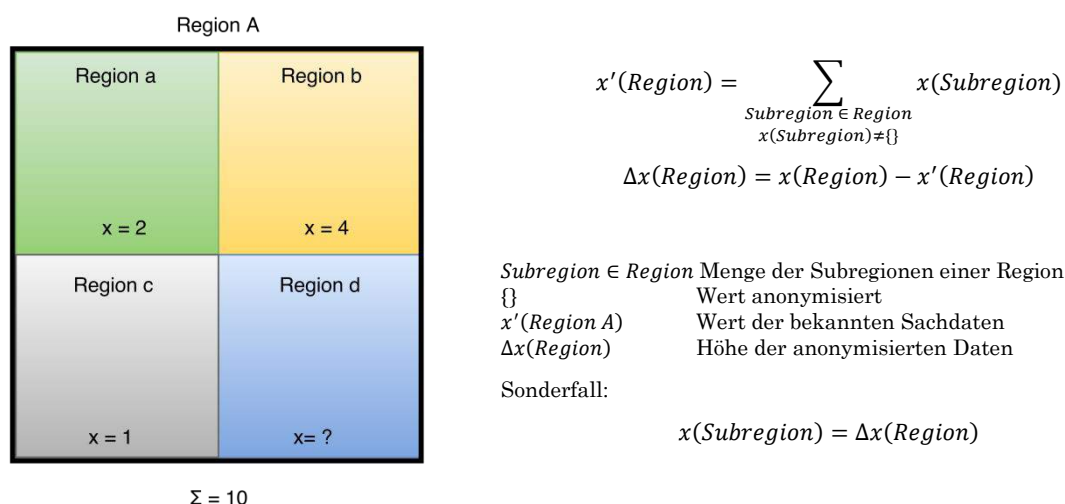 Region A
Region a
Region b
x = 2
x = 4
Region c
Region d
x = 1
x= ?
Σ = 10
x′(Region) = ∑ x(Subregion)
Subregion ∈ Region
x(Subregion)≠{}
Δx(Region) = x(Region) − x′(Region)
Subregion ∈ Region Menge der Subregionen einer Region
{} Wert anonymisiert
x′(Region A) Wert der bekannten Sachdaten
Δx(Region) Höhe der anonymisierten Daten
Sonderfall:
x(Subregion) = Δx(Region)